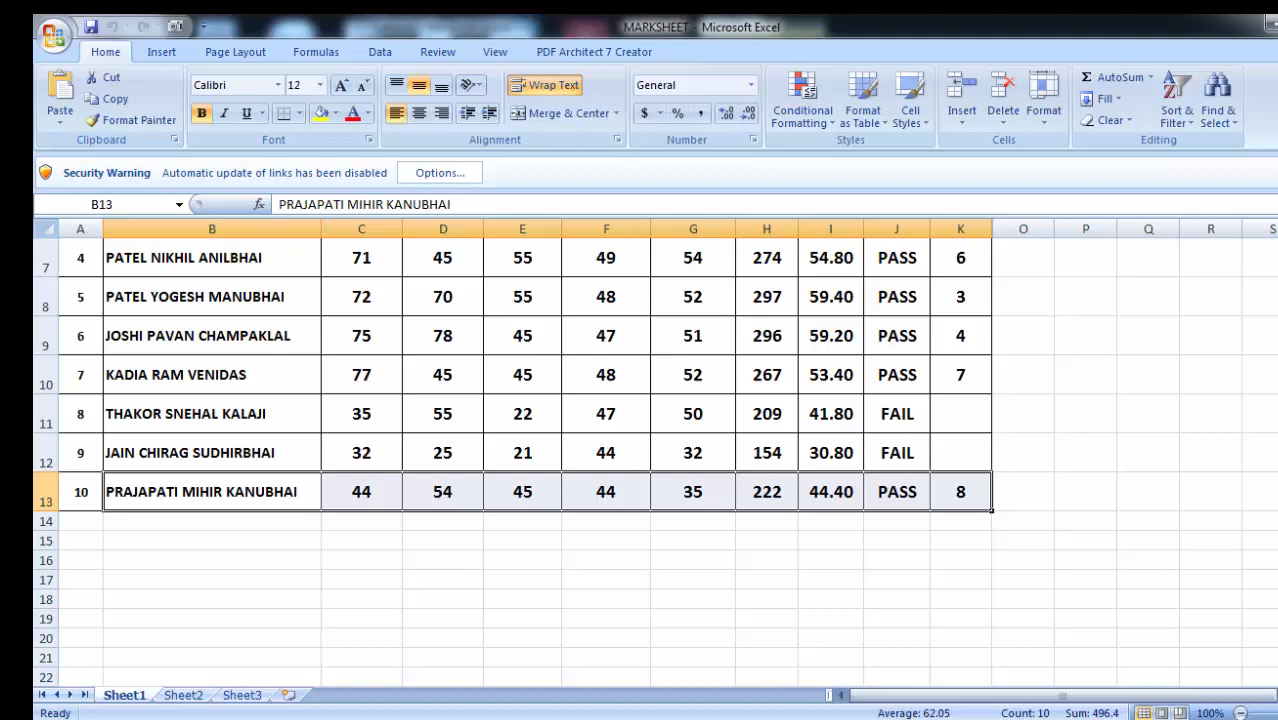 MARKSHEET - Microsoft Excel
Home Insert Page Layout Formulas Data Review View PDF Architect 7 Creator
Paste Cut Copy Format Painter Clipboard
Calibri 12 A A B I U A Font
Wrap Text Merge & Center Alignment
General $ % , .00 .0 Number
Conditional Formatting Format as Table Cell Styles Styles
Insert Delete Format Cells
Σ AutoSum Fill Clear Sort & Filter Find & Select Editing
Security Warning Automatic update of links has been disabled Options...
B13 fx PRAJAPATI MIHIR KANUBHAI
A B C D E F G H I J K O P Q R S
7 4 PATEL NIKHIL ANILBHAI 71 45 55 49 54 274 54.80 PASS 6
8 5 PATEL YOGESH MANUBHAI 72 70 55 48 52 297 59.40 PASS 3
9 6 JOSHI PAVAN CHAMPAKLAL 75 78 45 47 51 296 59.20 PASS 4
10 7 KADIA RAM VENIDAS 77 45 45 48 52 267 53.40 PASS 7
11 8 THAKOR SNEHAL KALAJI 35 55 22 47 50 209 41.80 FAIL
12 9 JAIN CHIRAG SUDHIRBHAI 32 25 21 44 32 154 30.80 FAIL
13 10 PRAJAPATI MIHIR KANUBHAI 44 54 45 44 35 222 44.40 PASS 8
14
15
16
17
18
19
20
21
22
Sheet1 Sheet2 Sheet3
Ready Average: 62.05 Count: 10 Sum: 496.4 100%